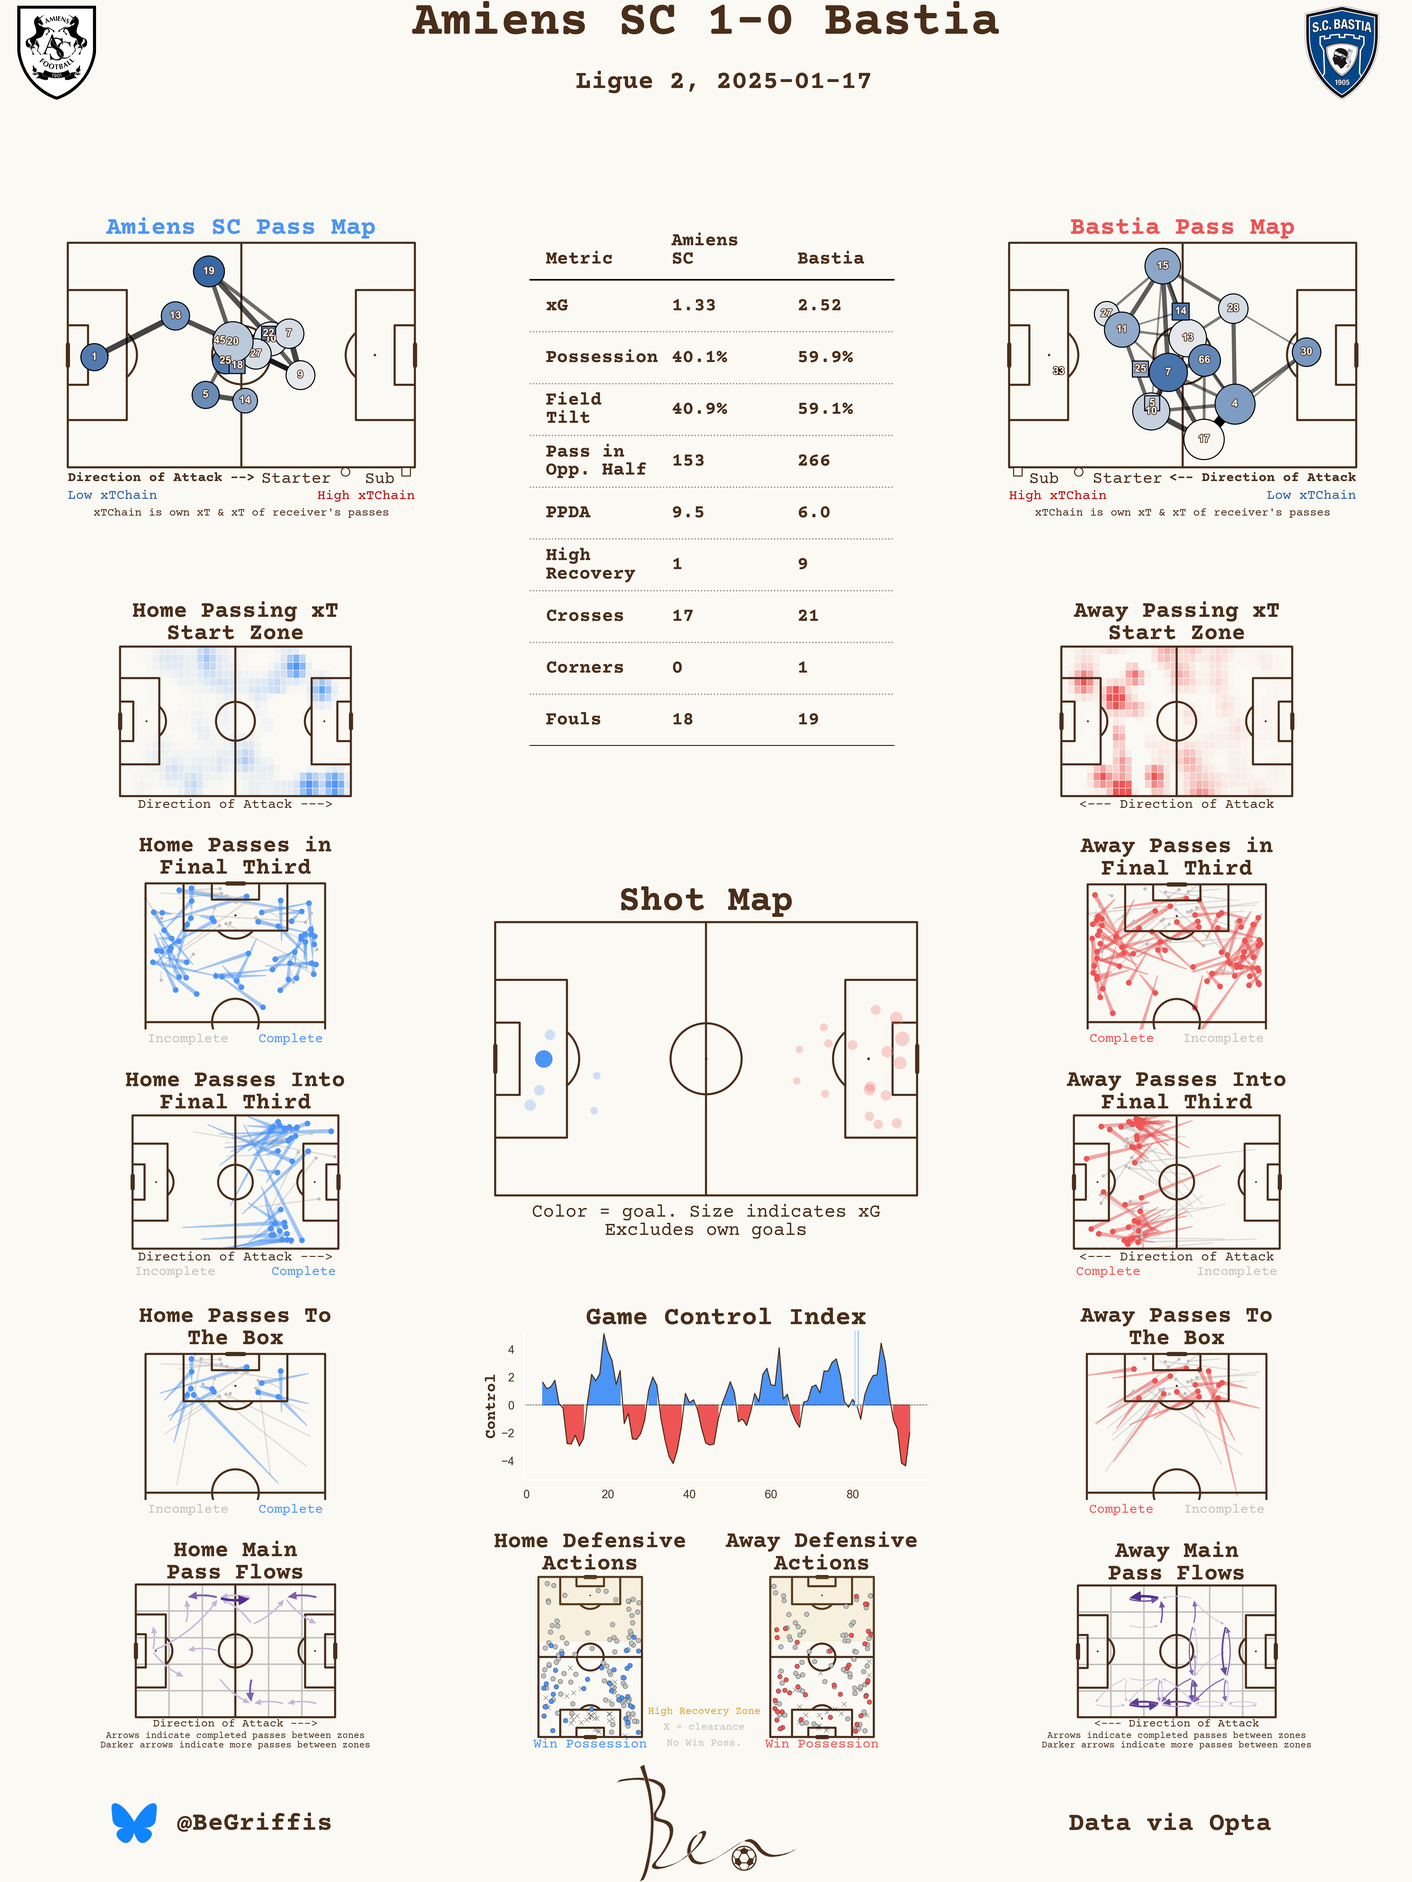 Amiens SC 1-0 Bastia
Ligue 2, 2025-01-17
AMIENS
ASC
FOOTBALL
1901
S.C. BASTIA
1905
Amiens SC Pass Map
19
13
1
45
20
22
10
7
27
25
18
9
5
14
Direction of Attack --> Starter Sub
Low xTChain High xTChain
xTChain is own xT & xT of receiver's passes
Metric Amiens SC Bastia
xG 1.33 2.52
Possession 40.1% 59.9%
Field Tilt 40.9% 59.1%
Pass in Opp. Half 153 266
PPDA 9.5 6.0
High Recovery 1 9
Crosses 17 21
Corners 0 1
Fouls 18 19
Bastia Pass Map
15
27
14
28
11
13
30
66
33
25
7
5
10
4
17
Sub Starter <-- Direction of Attack
High xTChain Low xTChain
xTChain is own xT & xT of receiver's passes
Home Passing xT
Start Zone
Direction of Attack --->
Away Passing xT
Start Zone
<--- Direction of Attack
Home Passes in
Final Third
Incomplete Complete
Away Passes in
Final Third
Complete Incomplete
Shot Map
Color = goal. Size indicates xG
Excludes own goals
Home Passes Into
Final Third
Direction of Attack --->
Incomplete Complete
Away Passes Into
Final Third
<--- Direction of Attack
Complete Incomplete
Home Passes To
The Box
Incomplete Complete
Game Control Index
Control
4
2
0
−2
−4
0 20 40 60 80
Away Passes To
The Box
Complete Incomplete
Home Main
Pass Flows
Direction of Attack --->
Arrows indicate completed passes between zones
Darker arrows indicate more passes between zones
Home Defensive
Actions
Win Possession
Away Defensive
Actions
Win Possession
High Recovery Zone
X = clearance
No Win Poss.
Away Main
Pass Flows
<--- Direction of Attack
Arrows indicate completed passes between zones
Darker arrows indicate more passes between zones
@BeGriffis
Ben
Data via Opta